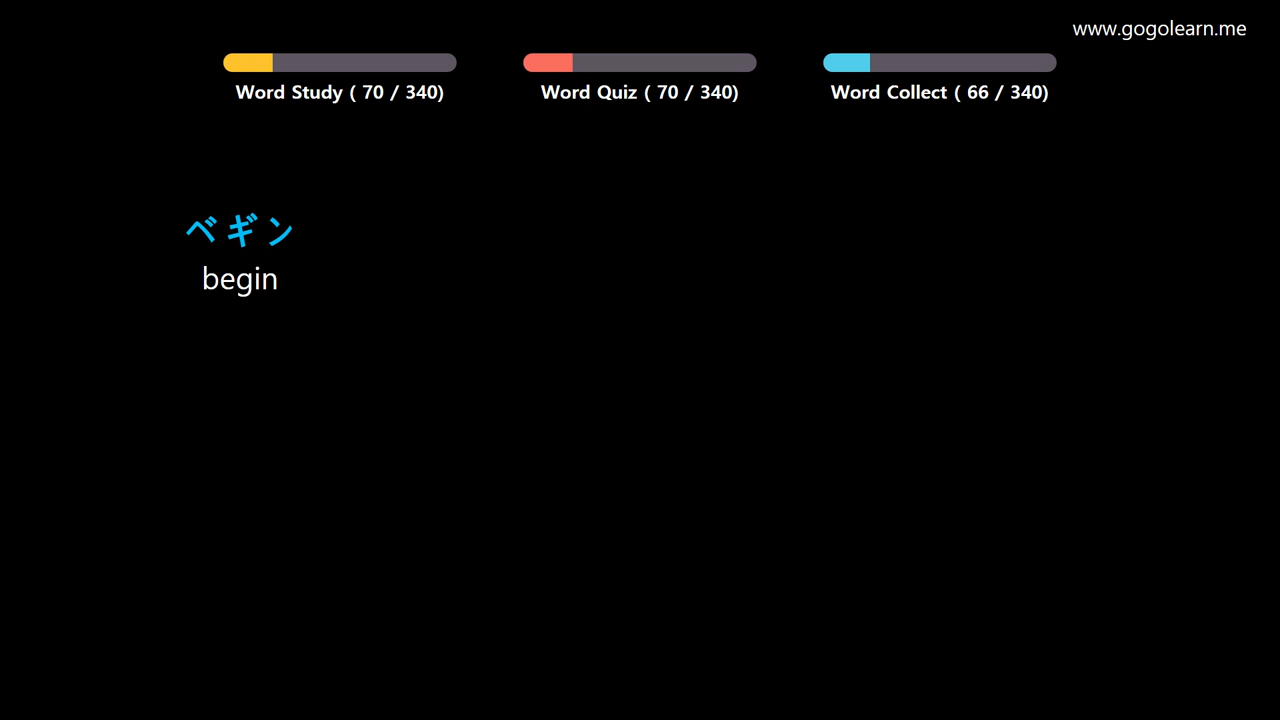 www.gogolearn.me
Word Study ( 70 / 340)
Word Quiz ( 70 / 340)
Word Collect ( 66 / 340)
ベギン
begin